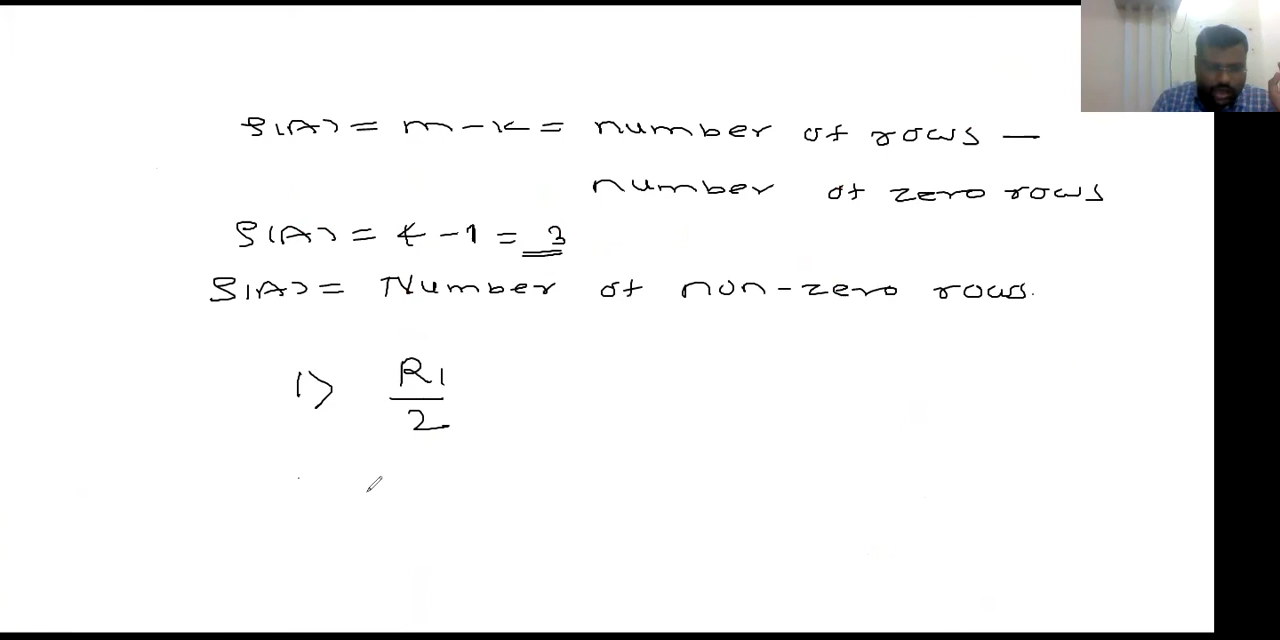 ρ(A) = m - k = number of rows —
number of zero rows
ρ(A) = 4 - 1 = 3
ρ(A) = Number of non-zero rows.
1) R1
2